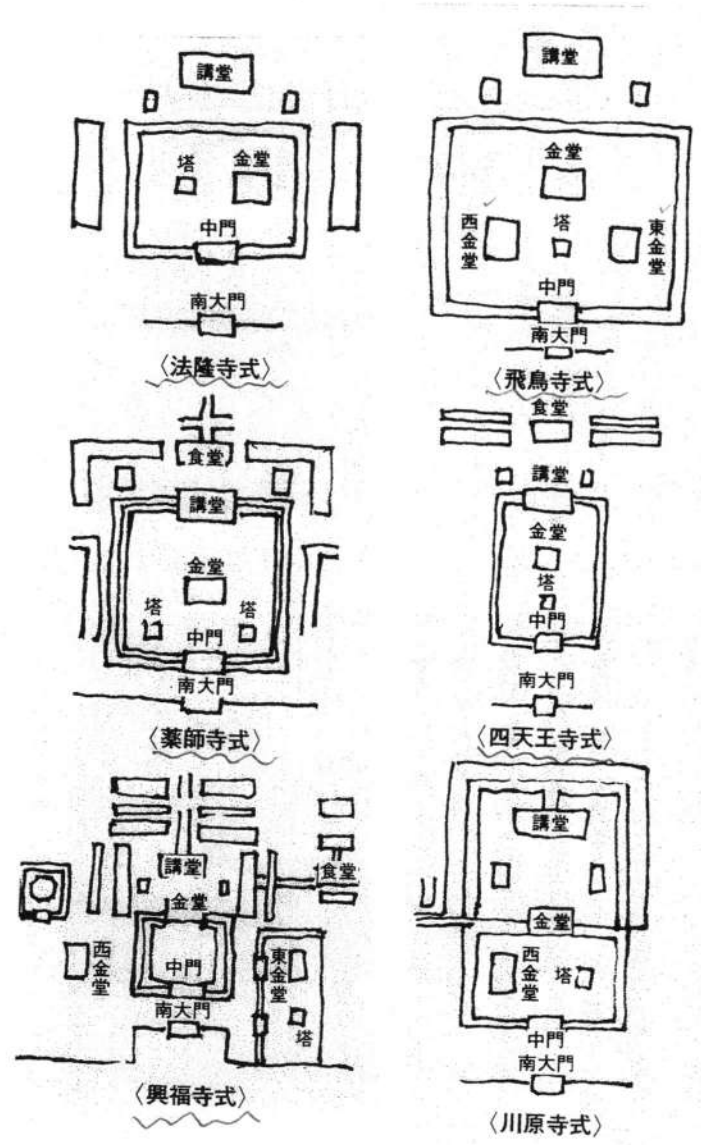 講堂
塔
金堂
中門
南大門
〈法隆寺式〉
講堂
金堂
西金堂
塔
東金堂
中門
南大門
〈飛鳥寺式〉
食堂
講堂
金堂
塔
塔
中門
南大門
〈薬師寺式〉
食堂
講堂
金堂
塔
中門
南大門
〈四天王寺式〉
講堂
食堂
金堂
西金堂
中門
東金堂
南大門
塔
〈興福寺式〉
講堂
金堂
西金堂
塔
中門
南大門
〈川原寺式〉